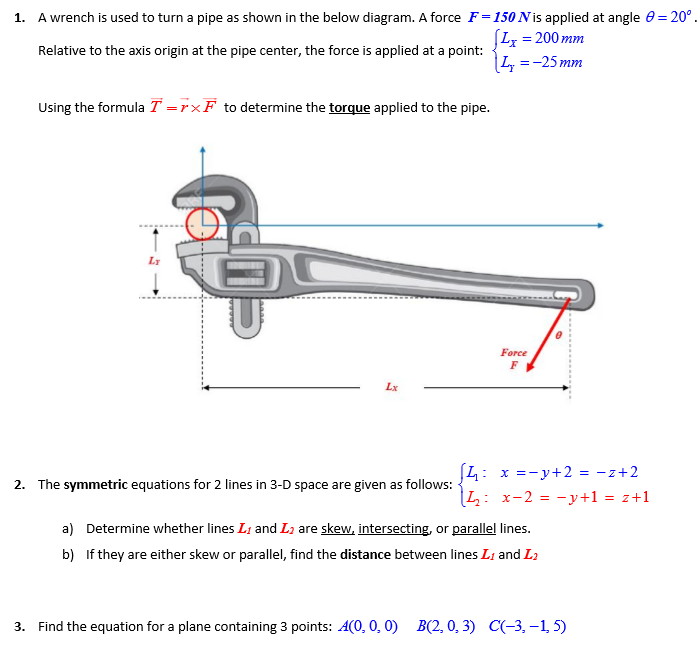 1. A wrench is used to turn a pipe as shown in the below diagram. A force F = 150 N is applied at angle θ = 20°.
Relative to the axis origin at the pipe center, the force is applied at a point: { Lx = 200 mm
Ly = −25 mm
Using the formula T⃗ = r⃗ × F⃗ to determine the torque applied to the pipe.
LY
θ
Force
F
LX
2. The symmetric equations for 2 lines in 3-D space are given as follows: { L₁: x = −y+2 = −z+2
L₂: x−2 = −y+1 = z+1
a) Determine whether lines L₁ and L₂ are skew, intersecting, or parallel lines.
b) If they are either skew or parallel, find the distance between lines L₁ and L₂
3. Find the equation for a plane containing 3 points: A(0, 0, 0) B(2, 0, 3) C(−3, −1, 5)